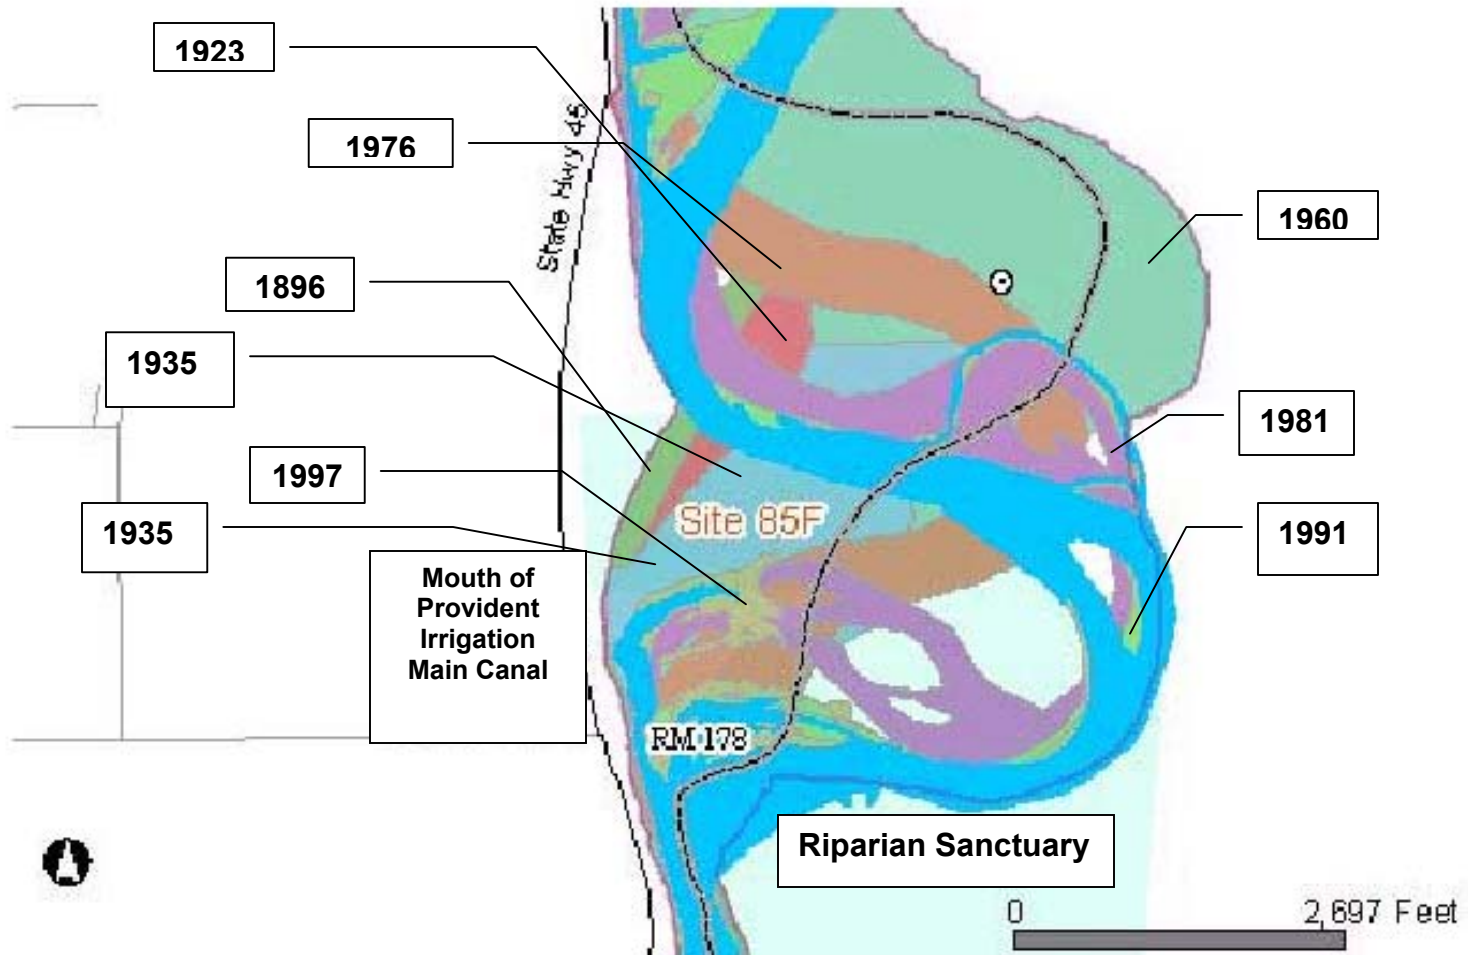 1923
1976
State Hwy 45
1960
1896
1935
1981
1997
1935
Site 85F
1991
Mouth of
Provident
Irrigation
Main Canal
RM 178
Riparian Sanctuary
0 2,697 Feet